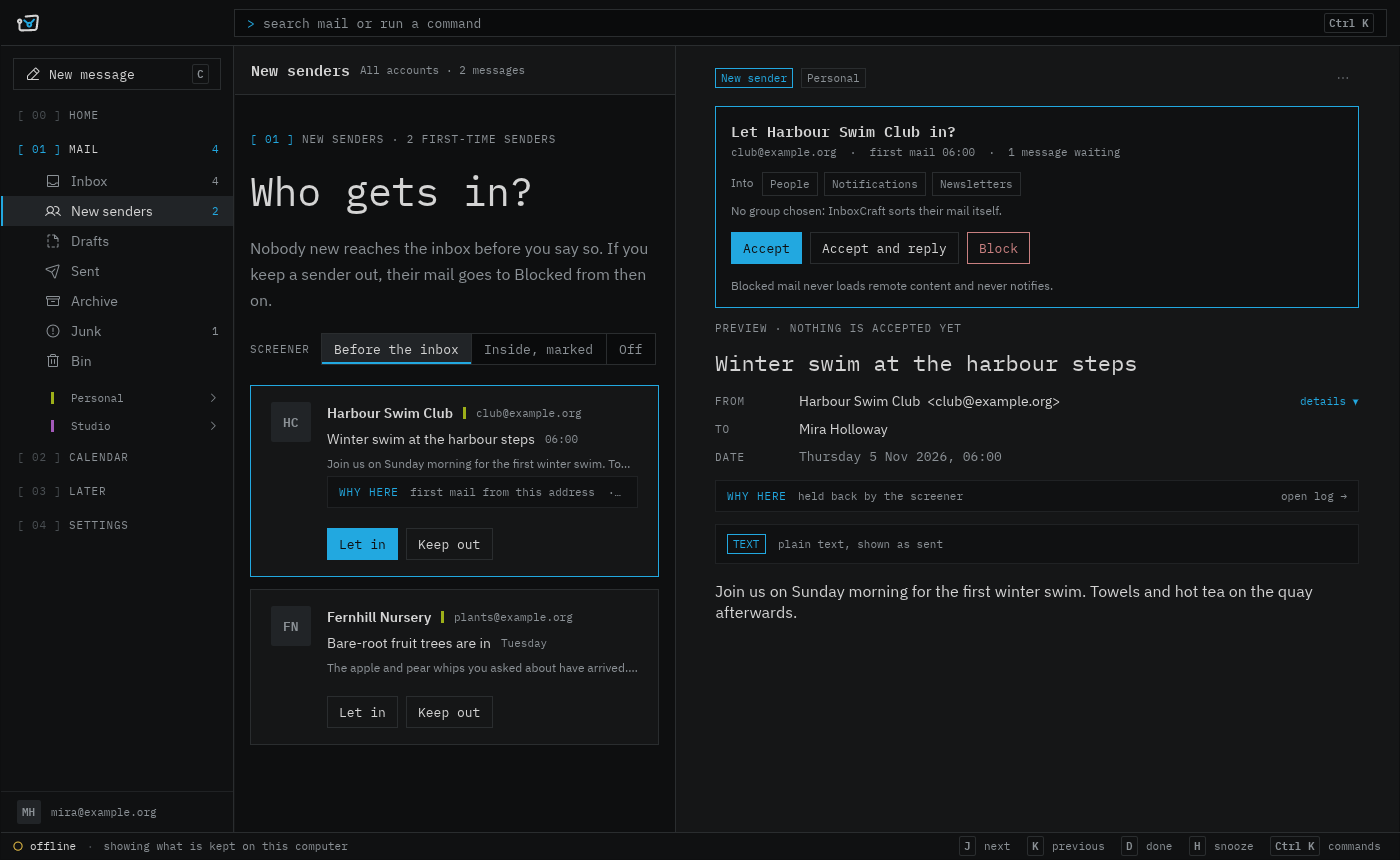 > search mail or run a command Ctrl K
New message C
[ 00 ] HOME
[ 01 ] MAIL 4
Inbox 4
New senders 2
Drafts
Sent
Archive
Junk 1
Bin
Personal
Studio
[ 02 ] CALENDAR
[ 03 ] LATER
[ 04 ] SETTINGS
MH mira@example.org
New senders All accounts · 2 messages
[ 01 ] NEW SENDERS · 2 FIRST-TIME SENDERS
Who gets in?
Nobody new reaches the inbox before you say so. If you
keep a sender out, their mail goes to Blocked from then
on.
SCREENER Before the inbox Inside, marked Off
HC
Harbour Swim Club club@example.org
Winter swim at the harbour steps 06:00
Join us on Sunday morning for the first winter swim. To…
WHY HERE first mail from this address ·…
Let in Keep out
FN
Fernhill Nursery plants@example.org
Bare-root fruit trees are in Tuesday
The apple and pear whips you asked about have arrived.…
Let in Keep out
New sender Personal ···
Let Harbour Swim Club in?
club@example.org · first mail 06:00 · 1 message waiting
Into People Notifications Newsletters
No group chosen: InboxCraft sorts their mail itself.
Accept Accept and reply Block
Blocked mail never loads remote content and never notifies.
PREVIEW · NOTHING IS ACCEPTED YET
Winter swim at the harbour steps
FROM Harbour Swim Club <club@example.org> details ▾
TO Mira Holloway
DATE Thursday 5 Nov 2026, 06:00
WHY HERE held back by the screener open log →
TEXT plain text, shown as sent
Join us on Sunday morning for the first winter swim. Towels and hot tea on the quay
afterwards.
offline · showing what is kept on this computer J next K previous D done H snooze Ctrl K commands